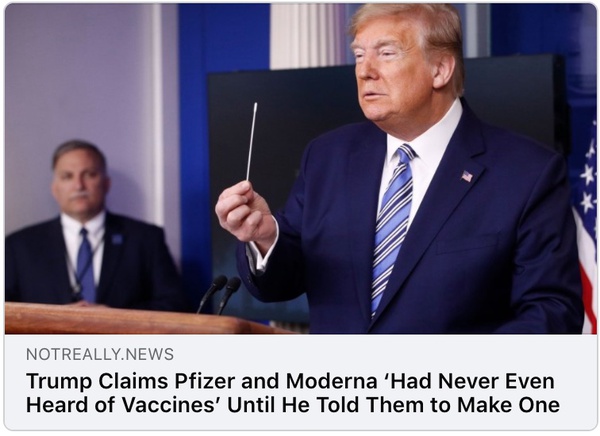 NOTREALLY.NEWS
Trump Claims Pfizer and Moderna ‘Had Never Even
Heard of Vaccines’ Until He Told Them to Make One